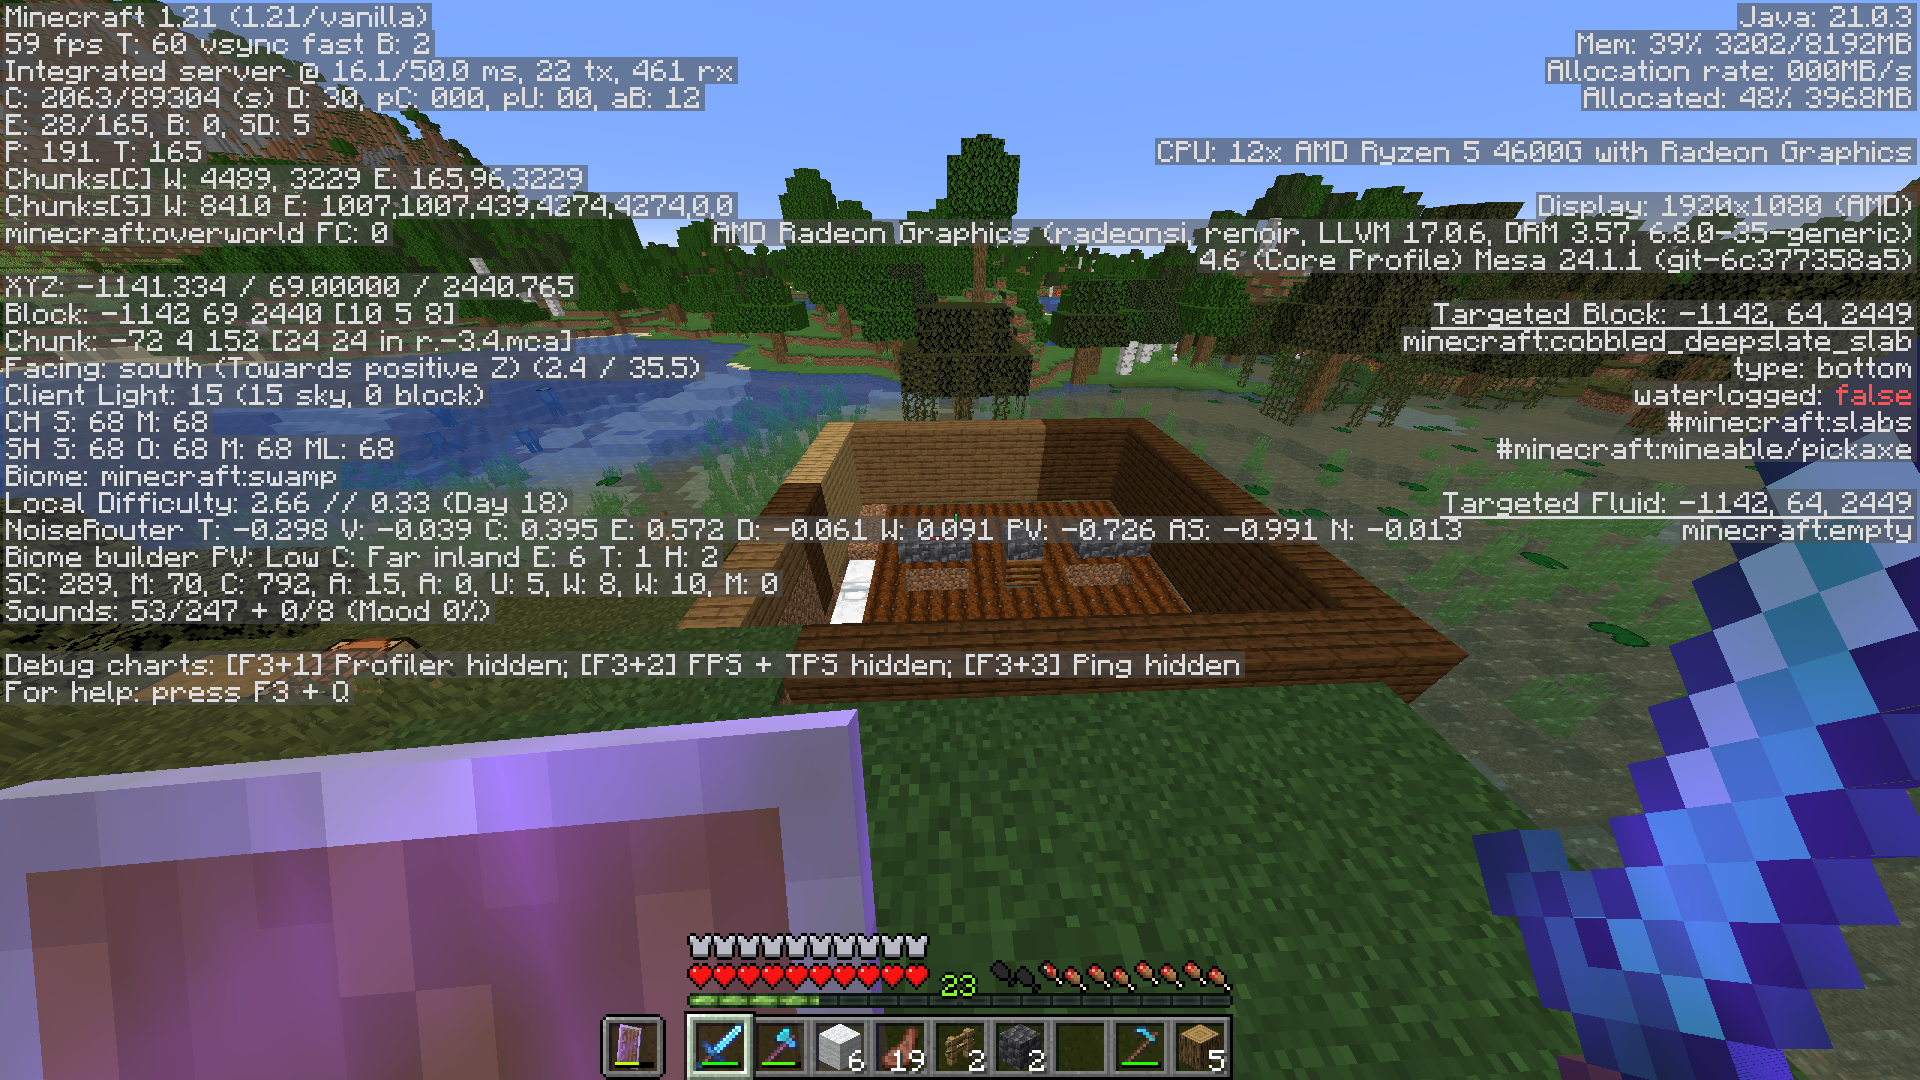 Minecraft 1.21 (1.21/vanilla)
59 fps T: 60 vsync fast B: 2
Integrated server @ 16.1/50.0 ms, 22 tx, 461 rx
C: 2063/89304 (s) D: 30, pC: 000, pU: 00, aB: 12
E: 28/165, B: 0, SD: 5
P: 191. T: 165
Chunks[C] W: 4489, 3229 E: 165,96,3229
Chunks[S] W: 8410 E: 1007,1007,439,4274,4274,0,0
minecraft:overworld FC: 0
XYZ: -1141.334 / 69.00000 / 2440.765
Block: -1142 69 2440 [10 5 8]
Chunk: -72 4 152 [24 24 in r.-3.4.mca]
Facing: south (Towards positive Z) (2.4 / 35.5)
Client Light: 15 (15 sky, 0 block)
CH S: 68 M: 68
SH S: 68 O: 68 M: 68 ML: 68
Biome: minecraft:swamp
Local Difficulty: 2.66 // 0.33 (Day 18)
NoiseRouter T: -0.298 V: -0.039 C: 0.395 E: 0.572 D: -0.061 W: 0.091 PV: -0.726 AS: -0.991 N: -0.013
Biome builder PV: Low C: Far inland E: 6 T: 1 H: 2
SC: 289, M: 70, C: 792, A: 15, A: 0, U: 5, W: 8, W: 10, M: 0
Sounds: 53/247 + 0/8 (Mood 0%)
Debug charts: [F3+1] Profiler hidden; [F3+2] FPS + TPS hidden; [F3+3] Ping hidden
For help: press F3 + Q
Java: 21.0.3
Mem: 39% 3202/8192MB
Allocation rate: 000MB/s
Allocated: 48% 3968MB
CPU: 12x AMD Ryzen 5 4600G with Radeon Graphics
Display: 1920x1080 (AMD)
AMD Radeon Graphics (radeonsi, renoir, LLVM 17.0.6, DRM 3.57, 6.8.0-35-generic)
4.6 (Core Profile) Mesa 24.1.1 (git-6c377358a5)
Targeted Block: -1142, 64, 2449
minecraft:cobbled_deepslate_slab
type: bottom
waterlogged: false
#minecraft:slabs
#minecraft:mineable/pickaxe
Targeted Fluid: -1142, 64, 2449
minecraft:empty
23
6
19
2
2
5